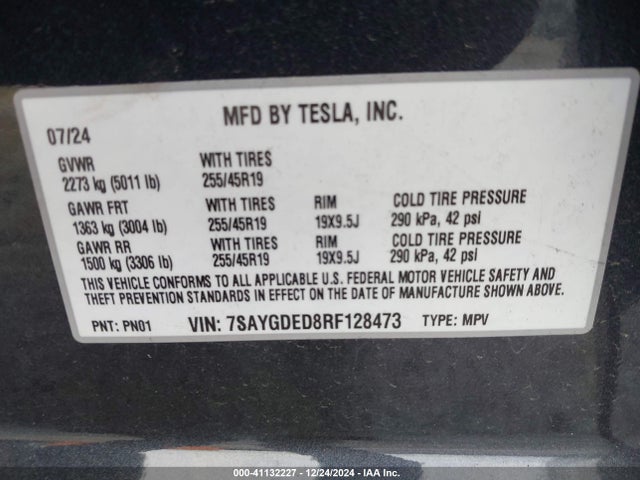 MFD BY TESLA, INC.
07/24
GVWR WITH TIRES
2273 kg (5011 lb) 255/45R19
GAWR FRT WITH TIRES RIM COLD TIRE PRESSURE
1363 kg (3004 lb) 255/45R19 19X9.5J 290 kPa, 42 psi
GAWR RR WITH TIRES RIM COLD TIRE PRESSURE
1500 kg (3306 lb) 255/45R19 19X9.5J 290 kPa, 42 psi
THIS VEHICLE CONFORMS TO ALL APPLICABLE U.S. FEDERAL MOTOR VEHICLE SAFETY AND
THEFT PREVENTION STANDARDS IN EFFECT ON THE DATE OF MANUFACTURE SHOWN ABOVE.
PNT: PN01 VIN: 7SAYGDED8RF128473 TYPE: MPV
000-41132227 - 12/24/2024 - IAA Inc.